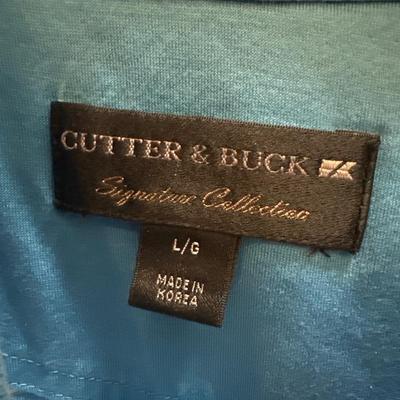 CUTTER & BUCK
Signature Collection
L/G
MADE IN
KOREA